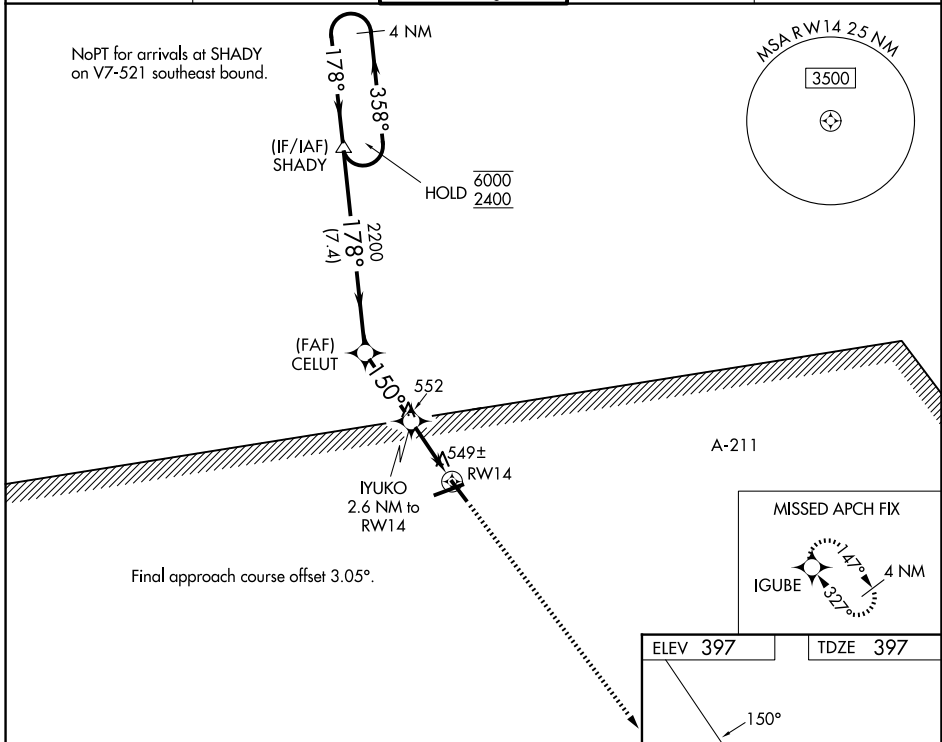 NoPT for arrivals at SHADY
on V7-521 southeast bound.
4 NM
178°
358°
(IF/IAF)
SHADY
HOLD
6000
2400
2200
178°
(7.4)
MSA RW14 25 NM
3500
(FAF)
CELUT
150°
552
549±
RW14
A-211
IYUKO
2.6 NM to
RW14
Final approach course offset 3.05°.
MISSED APCH FIX
IGUBE
147°
4 NM
327°
ELEV 397
TDZE 397
150°